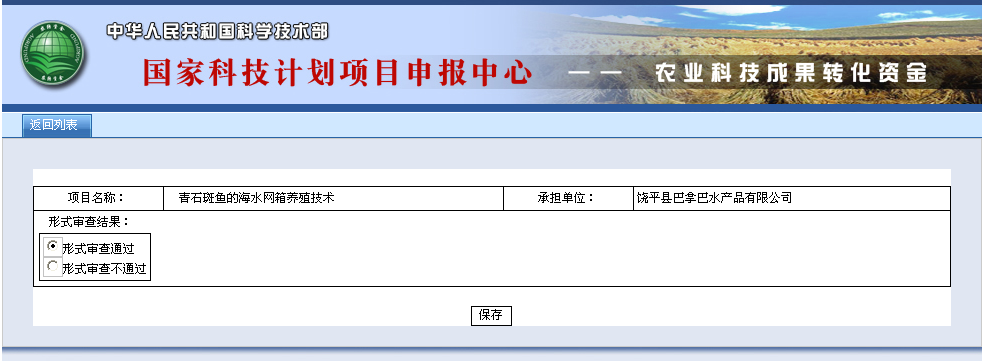 中华人民共和国科学技术部
国家科技计划项目申报中心 —— 农业科技成果转化资金
返回列表
项目名称： 青石斑鱼的海水网箱养殖技术 承担单位： 饶平县巴拿巴水产品有限公司
形式审查结果：
形式审查通过
形式审查不通过
保存